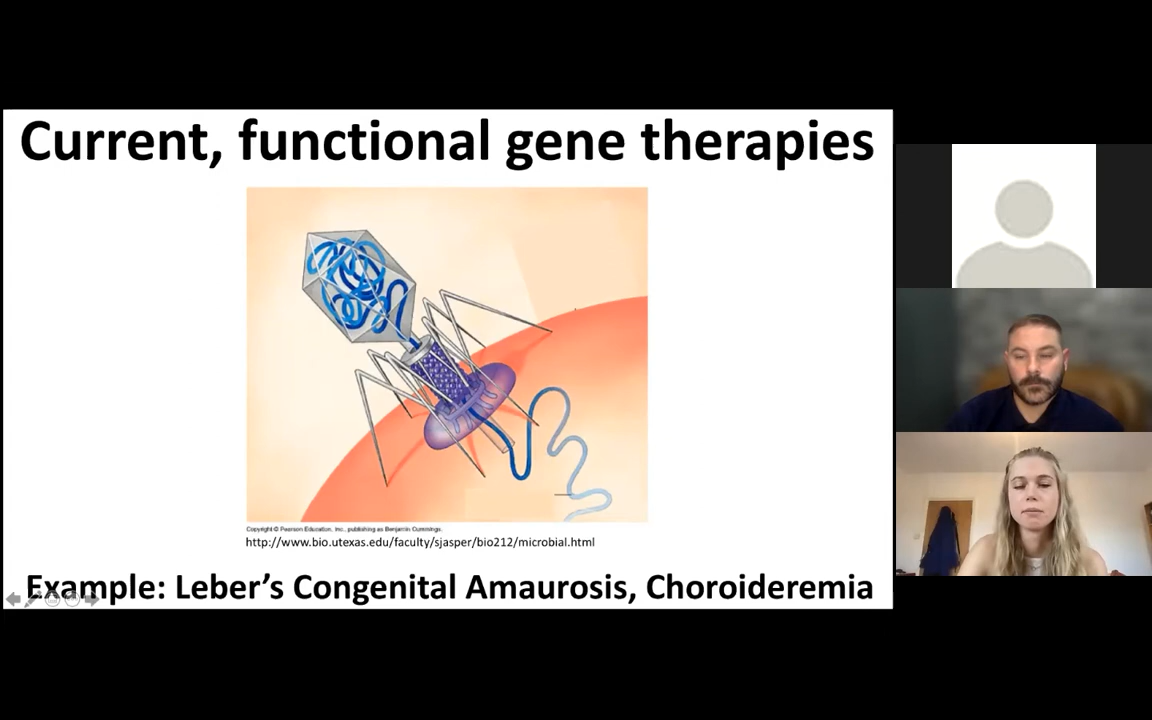 Current, functional gene therapies
Copyright © Pearson Education, Inc., publishing as Benjamin Cummings.
http://www.bio.utexas.edu/faculty/sjasper/bio212/microbial.html
Example: Leber's Congenital Amaurosis, Choroideremia